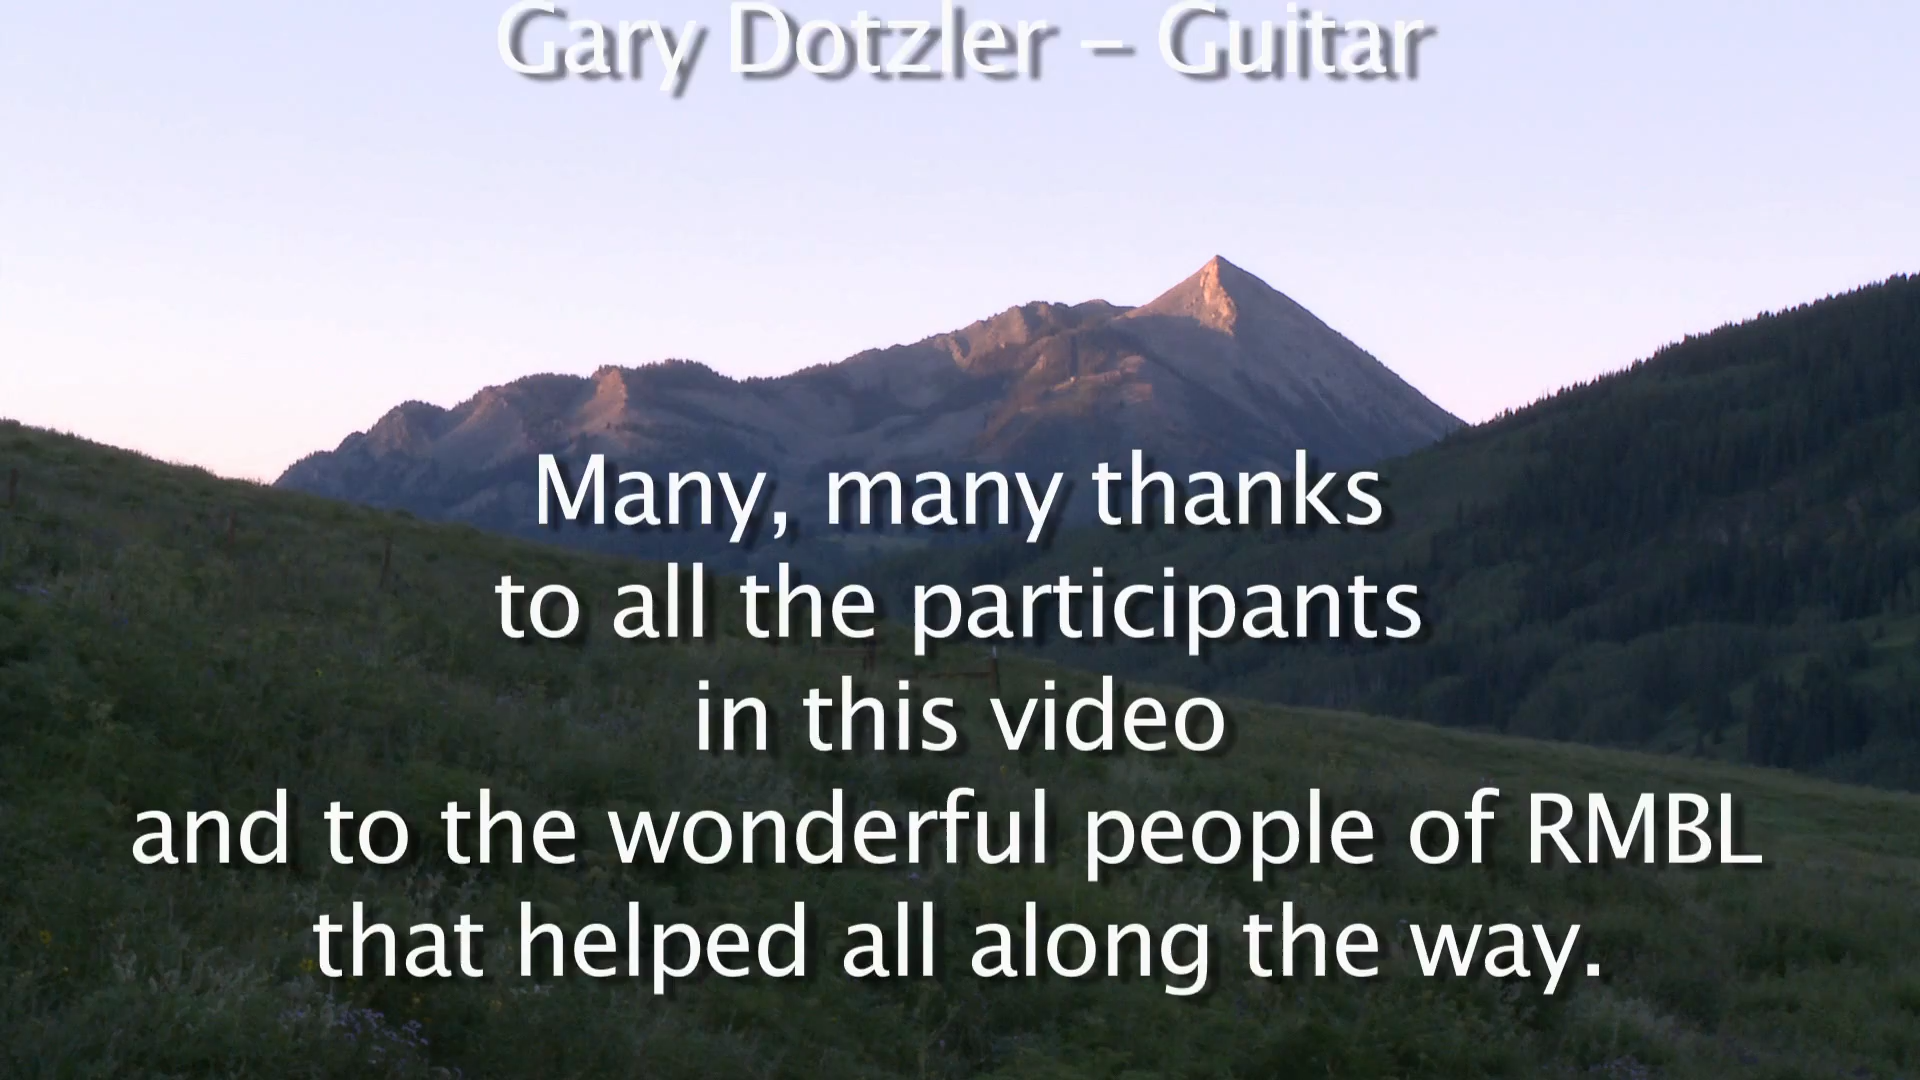 Gary Dotzler – Guitar
Many, many thanks
to all the participants
in this video
and to the wonderful people of RMBL
that helped all along the way.